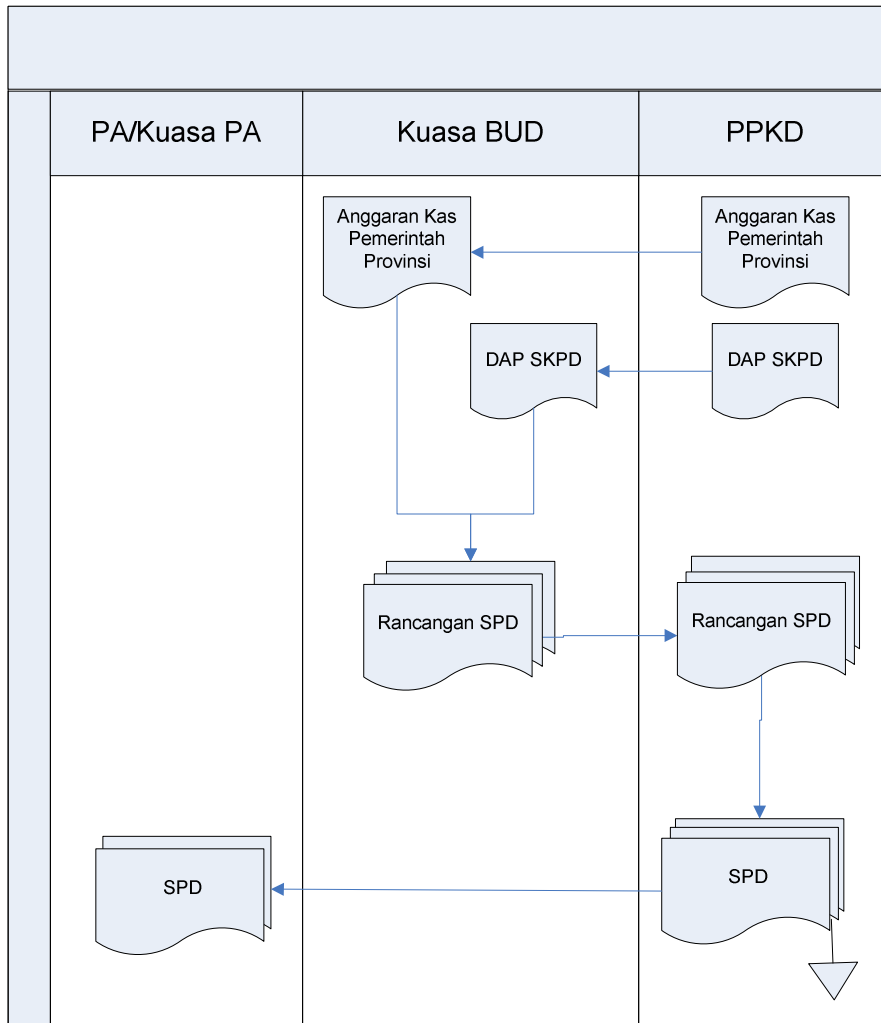 PA/Kuasa PA
Kuasa BUD
PPKD
Anggaran Kas
Pemerintah
Provinsi
Anggaran Kas
Pemerintah
Provinsi
DAP SKPD
DAP SKPD
Rancangan SPD
Rancangan SPD
SPD
SPD